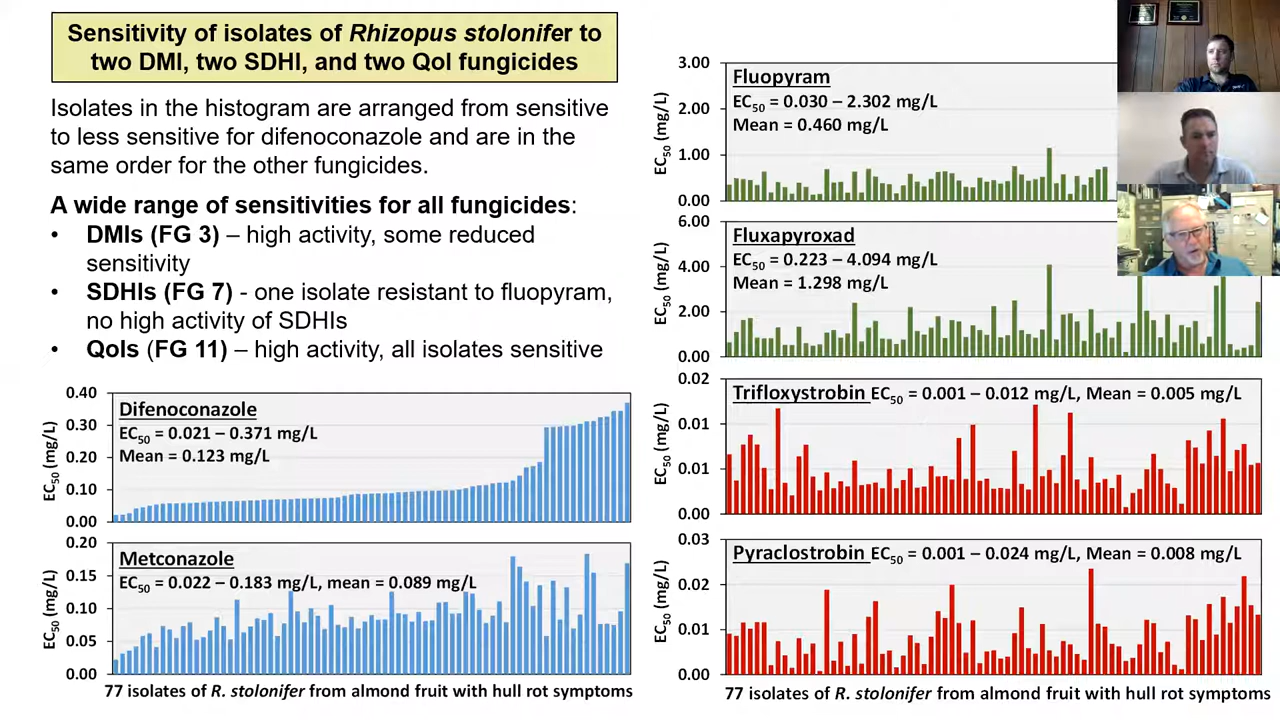 Sensitivity of isolates of Rhizopus stolonifer to
two DMI, two SDHI, and two QoI fungicides
Isolates in the histogram are arranged from sensitive
to less sensitive for difenoconazole and are in the
same order for the other fungicides.
A wide range of sensitivities for all fungicides:
• DMIs (FG 3) – high activity, some reduced
sensitivity
• SDHIs (FG 7) - one isolate resistant to fluopyram,
no high activity of SDHIs
• QoIs (FG 11) – high activity, all isolates sensitive
EC50 (mg/L)
0.40
0.30
0.20
0.10
0.00
Difenoconazole
EC50 = 0.021 – 0.371 mg/L
Mean = 0.123 mg/L
EC50 (mg/L)
0.20
0.15
0.10
0.05
0.00
Metconazole
EC50 = 0.022 – 0.183 mg/L, mean = 0.089 mg/L
77 isolates of R. stolonifer from almond fruit with hull rot symptoms
EC50 (mg/L)
3.00
2.00
1.00
0.00
Fluopyram
EC50 = 0.030 – 2.302 mg/L
Mean = 0.460 mg/L
EC50 (mg/L)
6.00
4.00
2.00
0.00
Fluxapyroxad
EC50 = 0.223 – 4.094 mg/L
Mean = 1.298 mg/L
EC50 (mg/L)
0.02
0.01
0.01
0.00
Trifloxystrobin EC50 = 0.001 – 0.012 mg/L, Mean = 0.005 mg/L
EC50 (mg/L)
0.03
0.02
0.01
0.00
Pyraclostrobin EC50 = 0.001 – 0.024 mg/L, Mean = 0.008 mg/L
77 isolates of R. stolonifer from almond fruit with hull rot symptoms